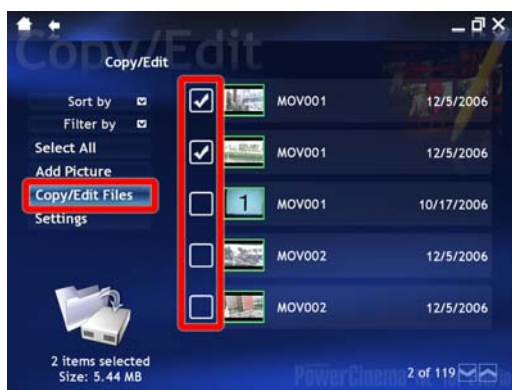 Copy/Edit
Copy/Edit
Sort by
Filter by
Select All
Add Picture
Copy/Edit Files
Settings
MOV001 12/5/2006
MOV001 12/5/2006
1 MOV001 10/17/2006
MOV002 12/5/2006
MOV002 12/5/2006
2 items selected
Size: 5.44 MB
PowerCinema
2 of 119